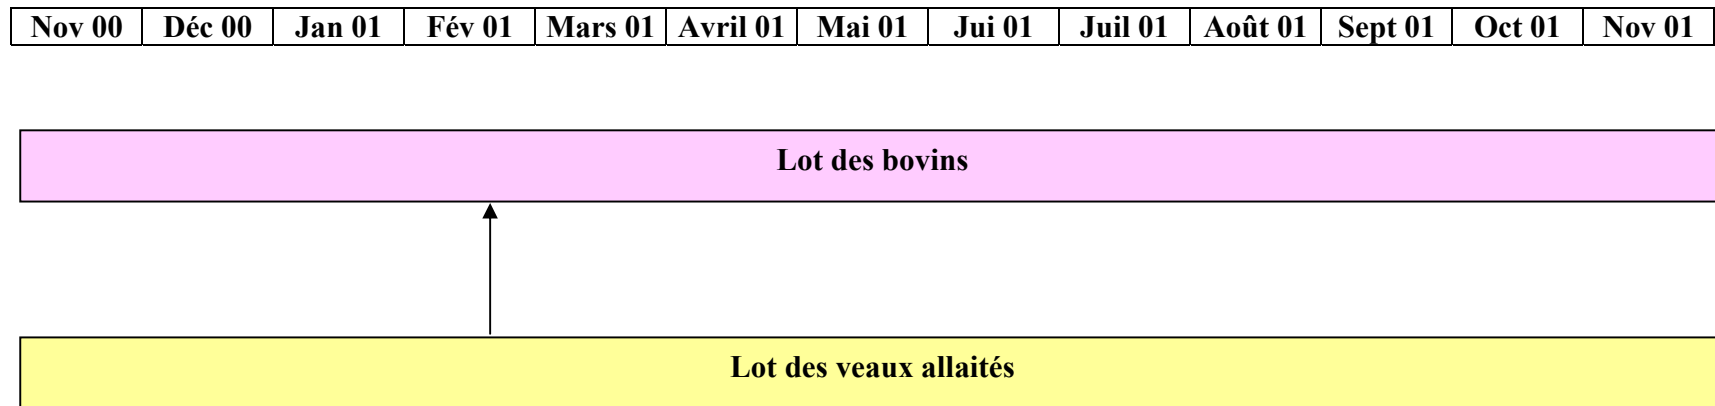 Nov 00 Déc 00 Jan 01 Fév 01 Mars 01 Avril 01 Mai 01 Jui 01 Juil 01 Août 01 Sept 01 Oct 01 Nov 01
Lot des bovins
Lot des veaux allaités